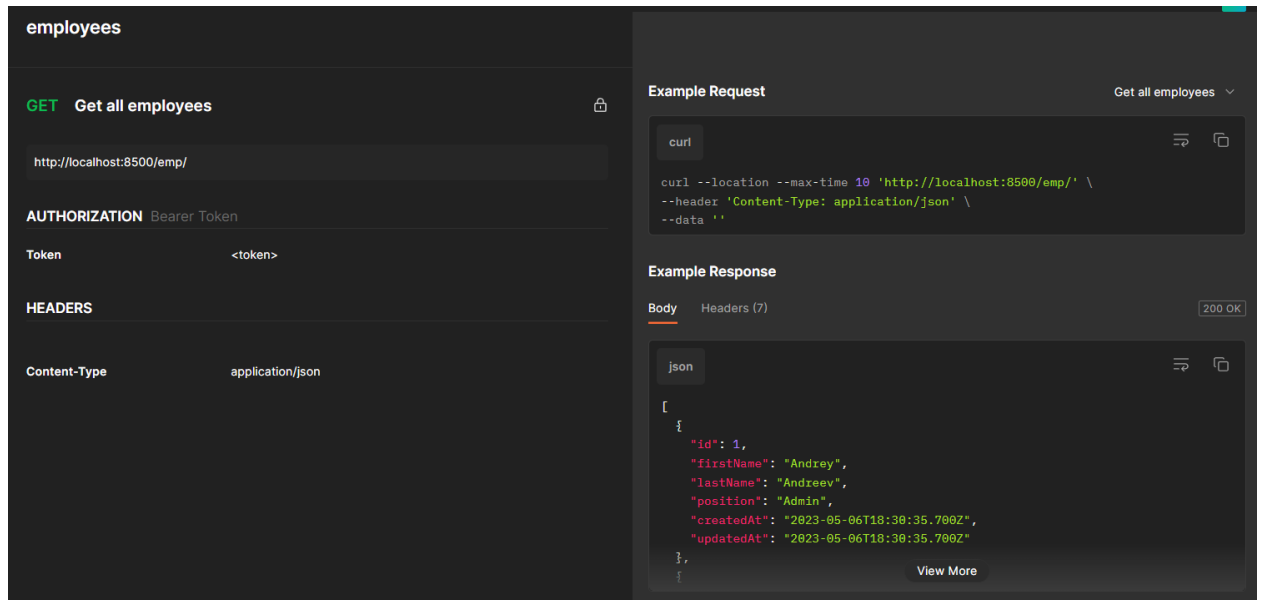 employees
GET Get all employees
http://localhost:8500/emp/
AUTHORIZATION Bearer Token
Token <token>
HEADERS
Content-Type application/json
Example Request Get all employees
curl
curl --location --max-time 10 'http://localhost:8500/emp/' \
--header 'Content-Type: application/json' \
--data ''
Example Response
Body Headers (7) 200 OK
json
[
{
"id": 1,
"firstName": "Andrey",
"lastName": "Andreev",
"position": "Admin",
"createdAt": "2023-05-06T18:30:35.700Z",
"updatedAt": "2023-05-06T18:30:35.700Z"
},
{
View More